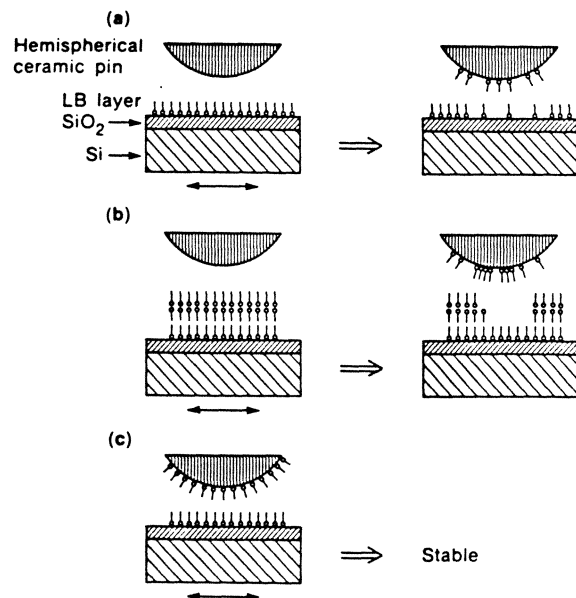 (a)
Hemispherical
ceramic pin
LB layer
SiO₂
Si
(b)
(c)
Stable